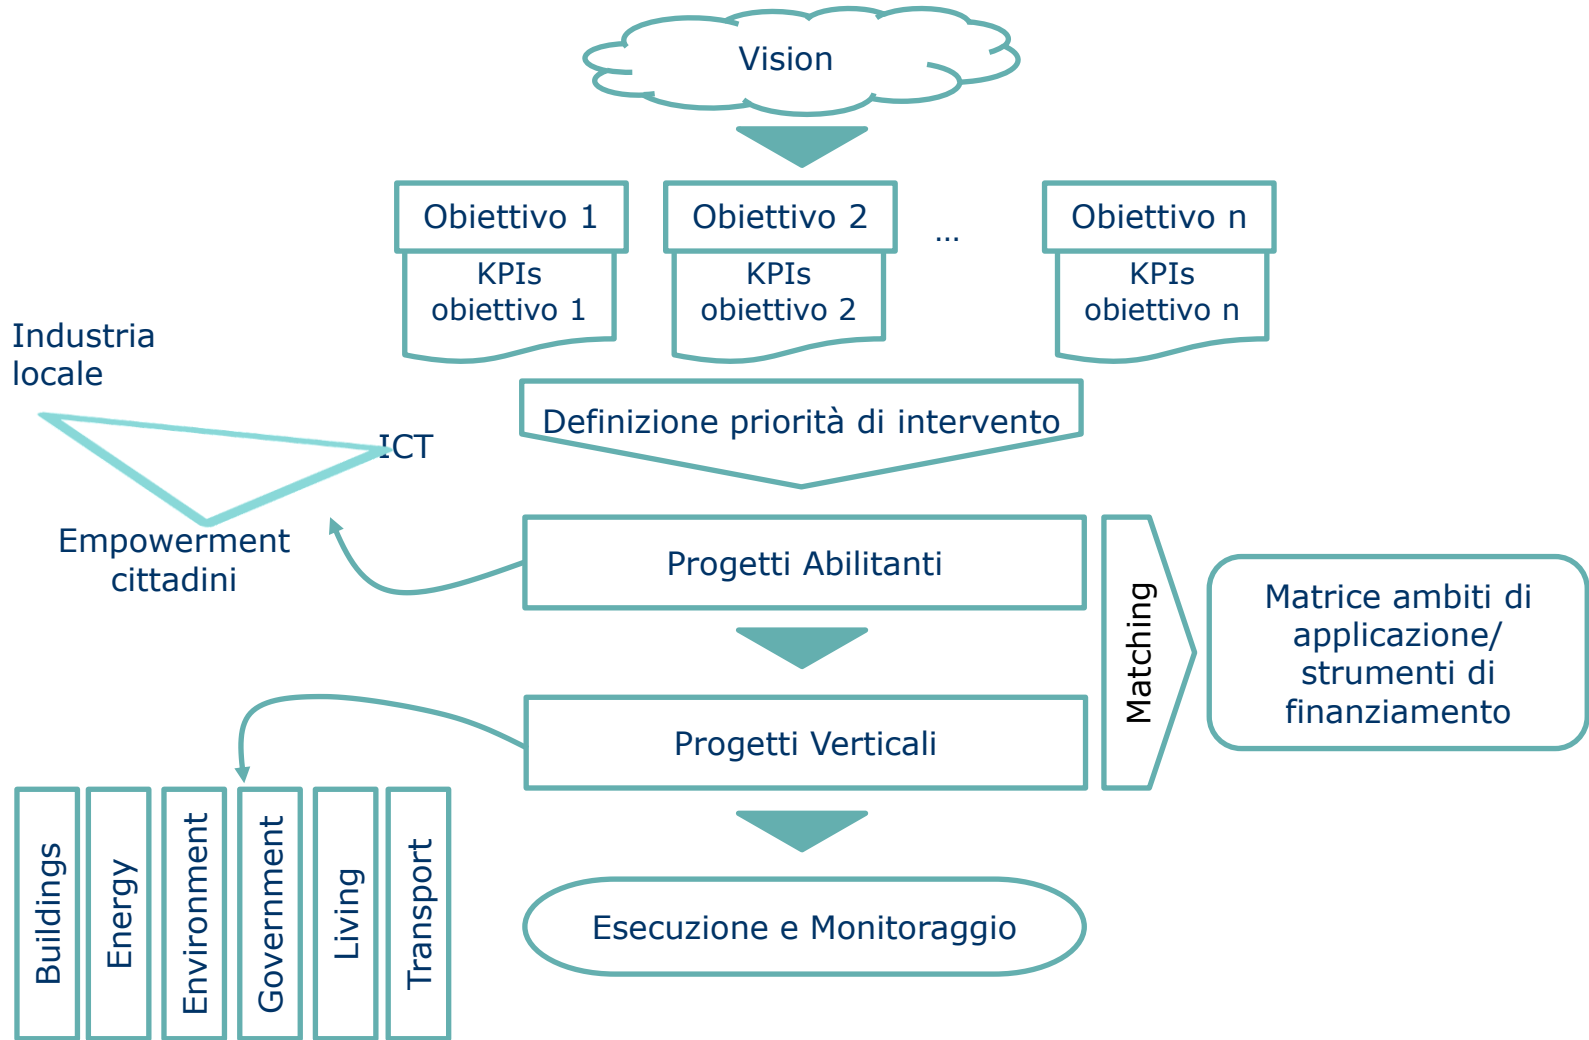 Vision
Obiettivo 1
Obiettivo 2
...
Obiettivo n
KPIs
obiettivo 1
KPIs
obiettivo 2
KPIs
obiettivo n
Industria
locale
ICT
Empowerment
cittadini
Definizione priorità di intervento
Progetti Abilitanti
Matching
Matrice ambiti di
applicazione/
strumenti di
finanziamento
Progetti Verticali
Buildings
Energy
Environment
Government
Living
Transport
Esecuzione e Monitoraggio